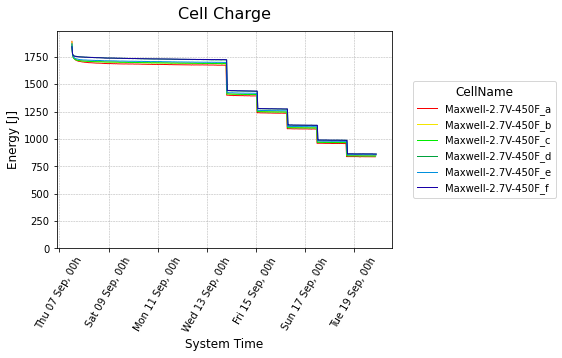 Cell Charge
Energy [J]
1750
1500
1250
1000
750
500
250
0
Thu 07 Sep, 00h
Sat 09 Sep, 00h
Mon 11 Sep, 00h
Wed 13 Sep, 00h
Fri 15 Sep, 00h
Sun 17 Sep, 00h
Tue 19 Sep, 00h
System Time
CellName
Maxwell-2.7V-450F_a
Maxwell-2.7V-450F_b
Maxwell-2.7V-450F_c
Maxwell-2.7V-450F_d
Maxwell-2.7V-450F_e
Maxwell-2.7V-450F_f